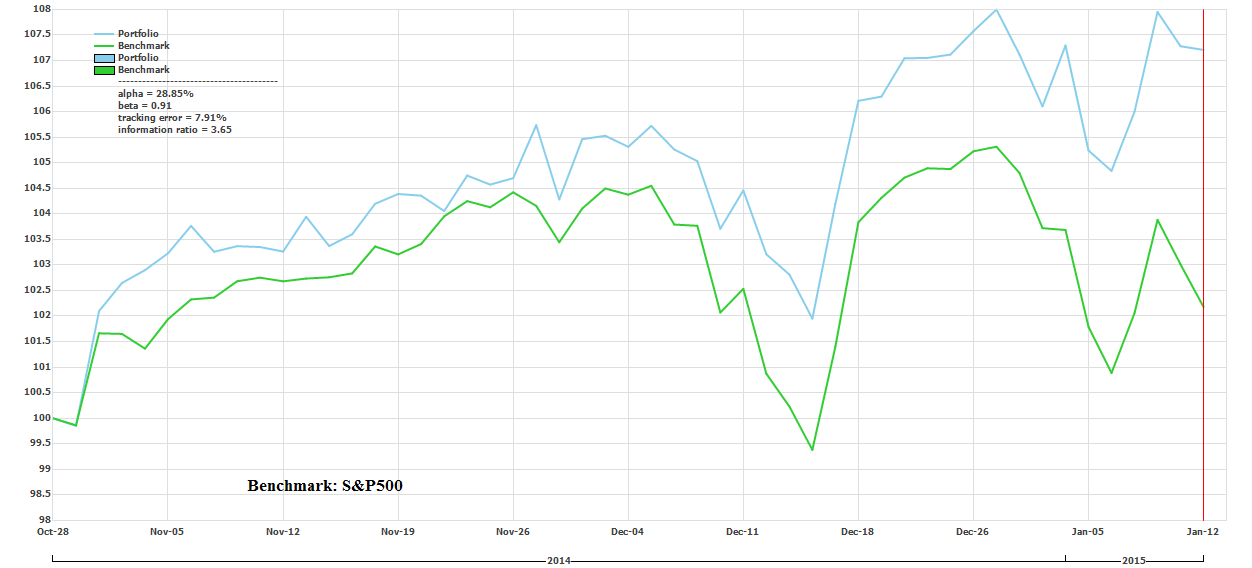 108
107.5
107
106.5
106
105.5
105
104.5
104
103.5
103
102.5
102
101.5
101
100.5
100
99.5
99
98.5
98
Portfolio
Benchmark
Portfolio
Benchmark
----------------------------------------
alpha = 28.85%
beta = 0.91
tracking error = 7.91%
information ratio = 3.65
Benchmark: S&P500
Oct-28 Nov-05 Nov-12 Nov-19 Nov-26 Dec-04 Dec-11 Dec-18 Dec-26 Jan-05 Jan-12
2014 2015